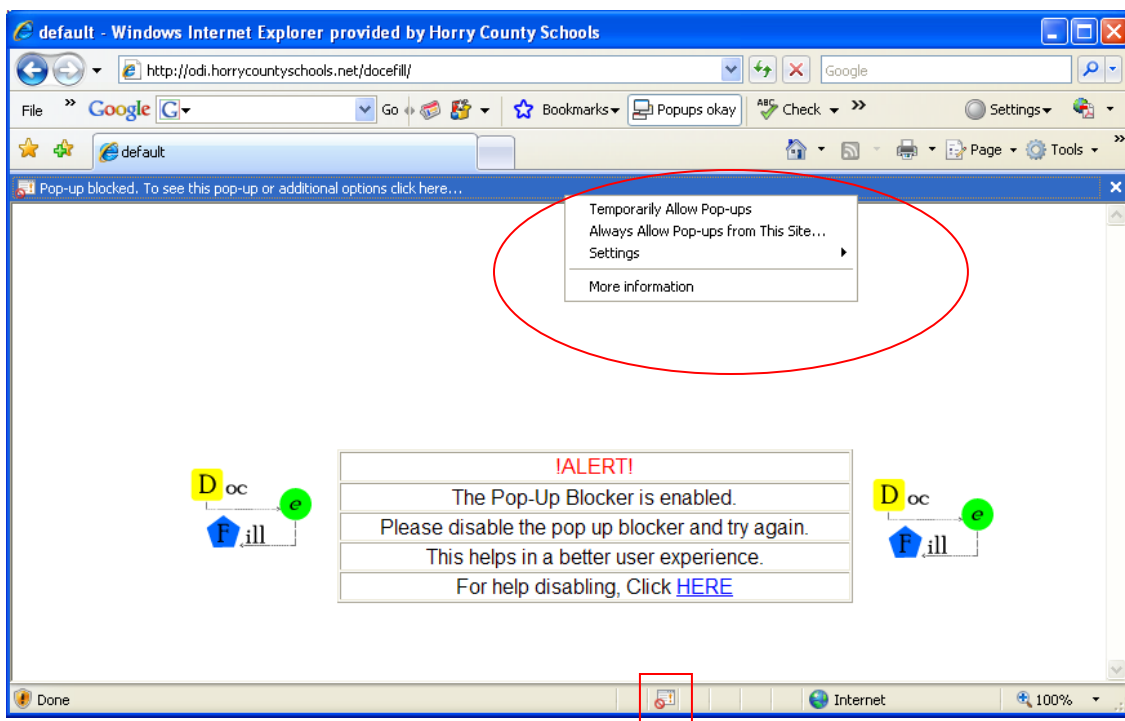 default - Windows Internet Explorer provided by Horry County Schools
http://odi.horrycountyschools.net/docefill/ Google
File » Google G Go Bookmarks Popups okay ABC Check » Settings
default Page Tools »
Pop-up blocked. To see this pop-up or additional options click here...
Temporarily Allow Pop-ups
Always Allow Pop-ups from This Site...
Settings
More information
!ALERT!
The Pop-Up Blocker is enabled.
Please disable the pop up blocker and try again.
This helps in a better user experience.
For help disabling, Click HERE
D oc
e
F ill
D oc
e
F ill
Done Internet 100%